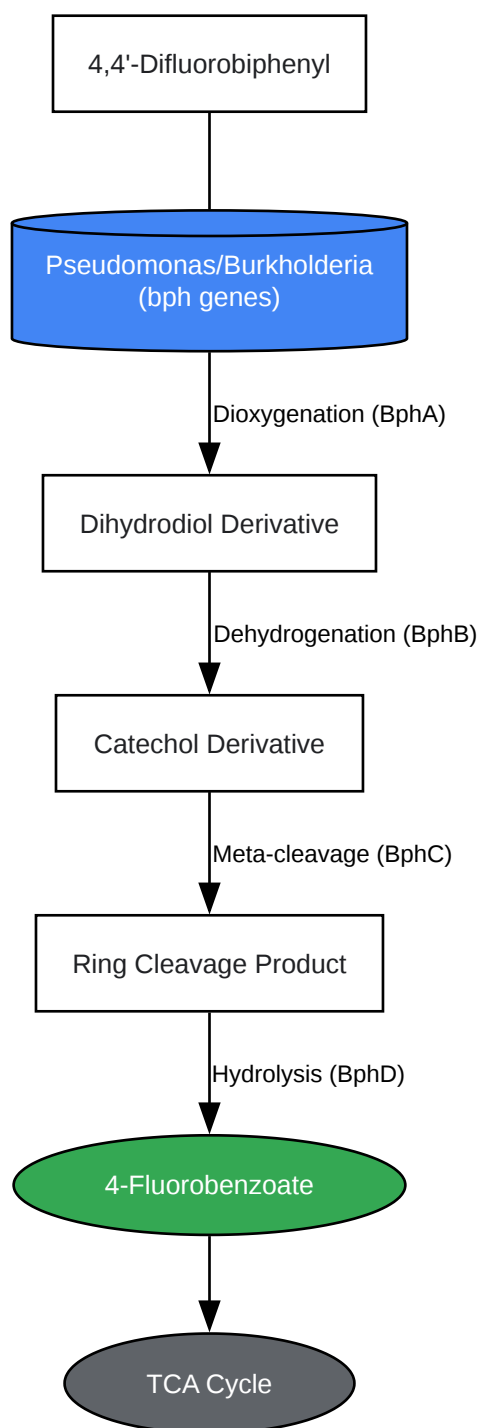 4,4'-Difluorobiphenyl
Pseudomonas/Burkholderia
(bph genes)
Dioxygenation (BphA)
Dihydrodiol Derivative
Dehydrogenation (BphB)
Catechol Derivative
Meta-cleavage (BphC)
Ring Cleavage Product
Hydrolysis (BphD)
4-Fluorobenzoate
TCA Cycle